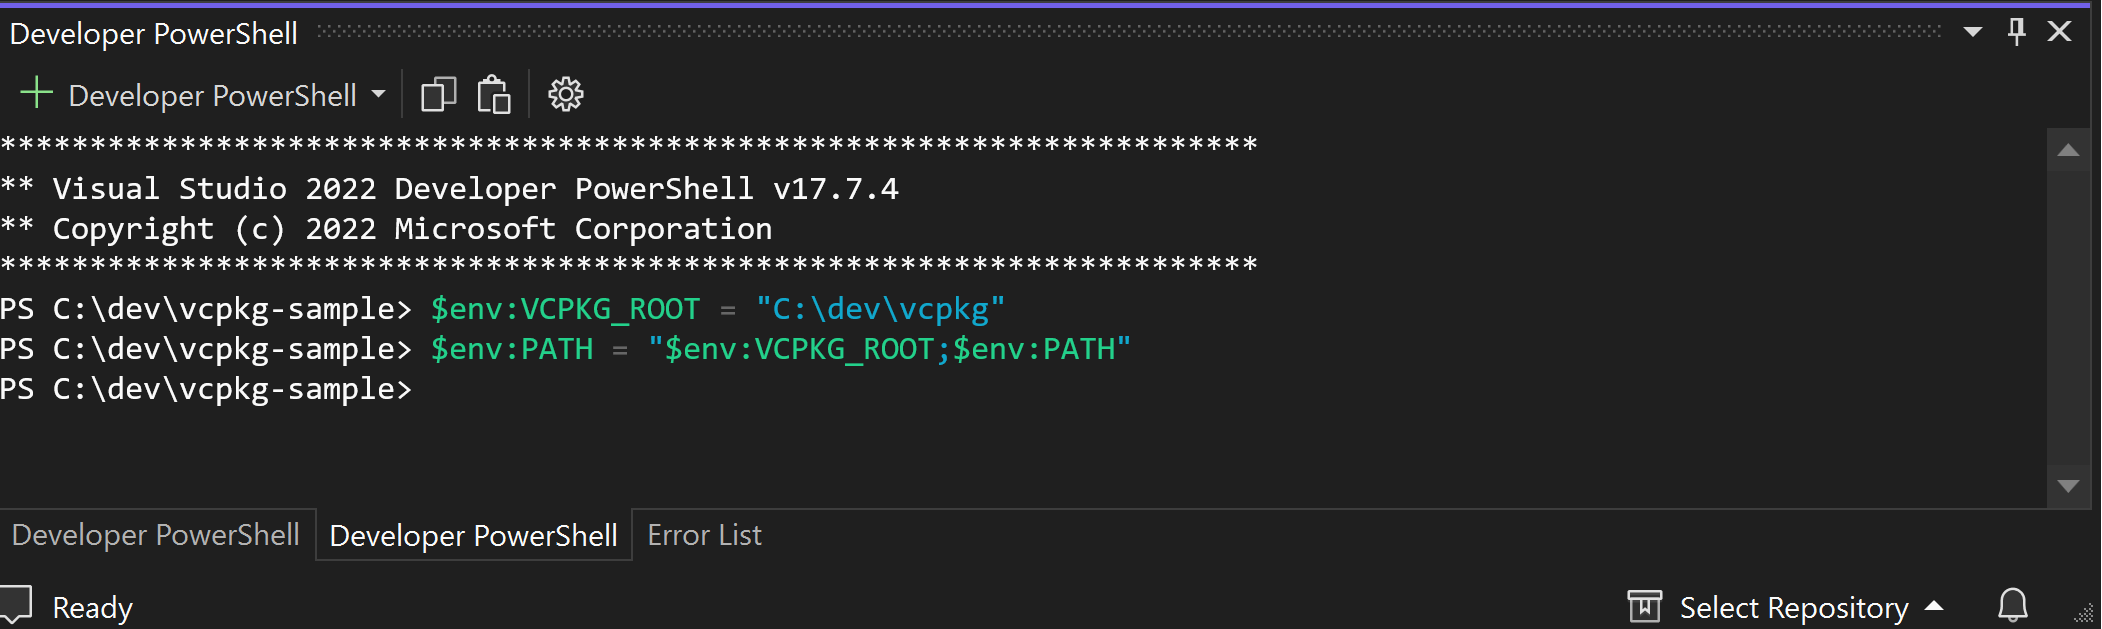 Developer PowerShell
Developer PowerShell
**********************************************************************
** Visual Studio 2022 Developer PowerShell v17.7.4
** Copyright (c) 2022 Microsoft Corporation
**********************************************************************
PS C:\dev\vcpkg-sample> $env:VCPKG_ROOT = "C:\dev\vcpkg"
PS C:\dev\vcpkg-sample> $env:PATH = "$env:VCPKG_ROOT;$env:PATH"
PS C:\dev\vcpkg-sample>
Developer PowerShell Developer PowerShell Error List
Ready Select Repository